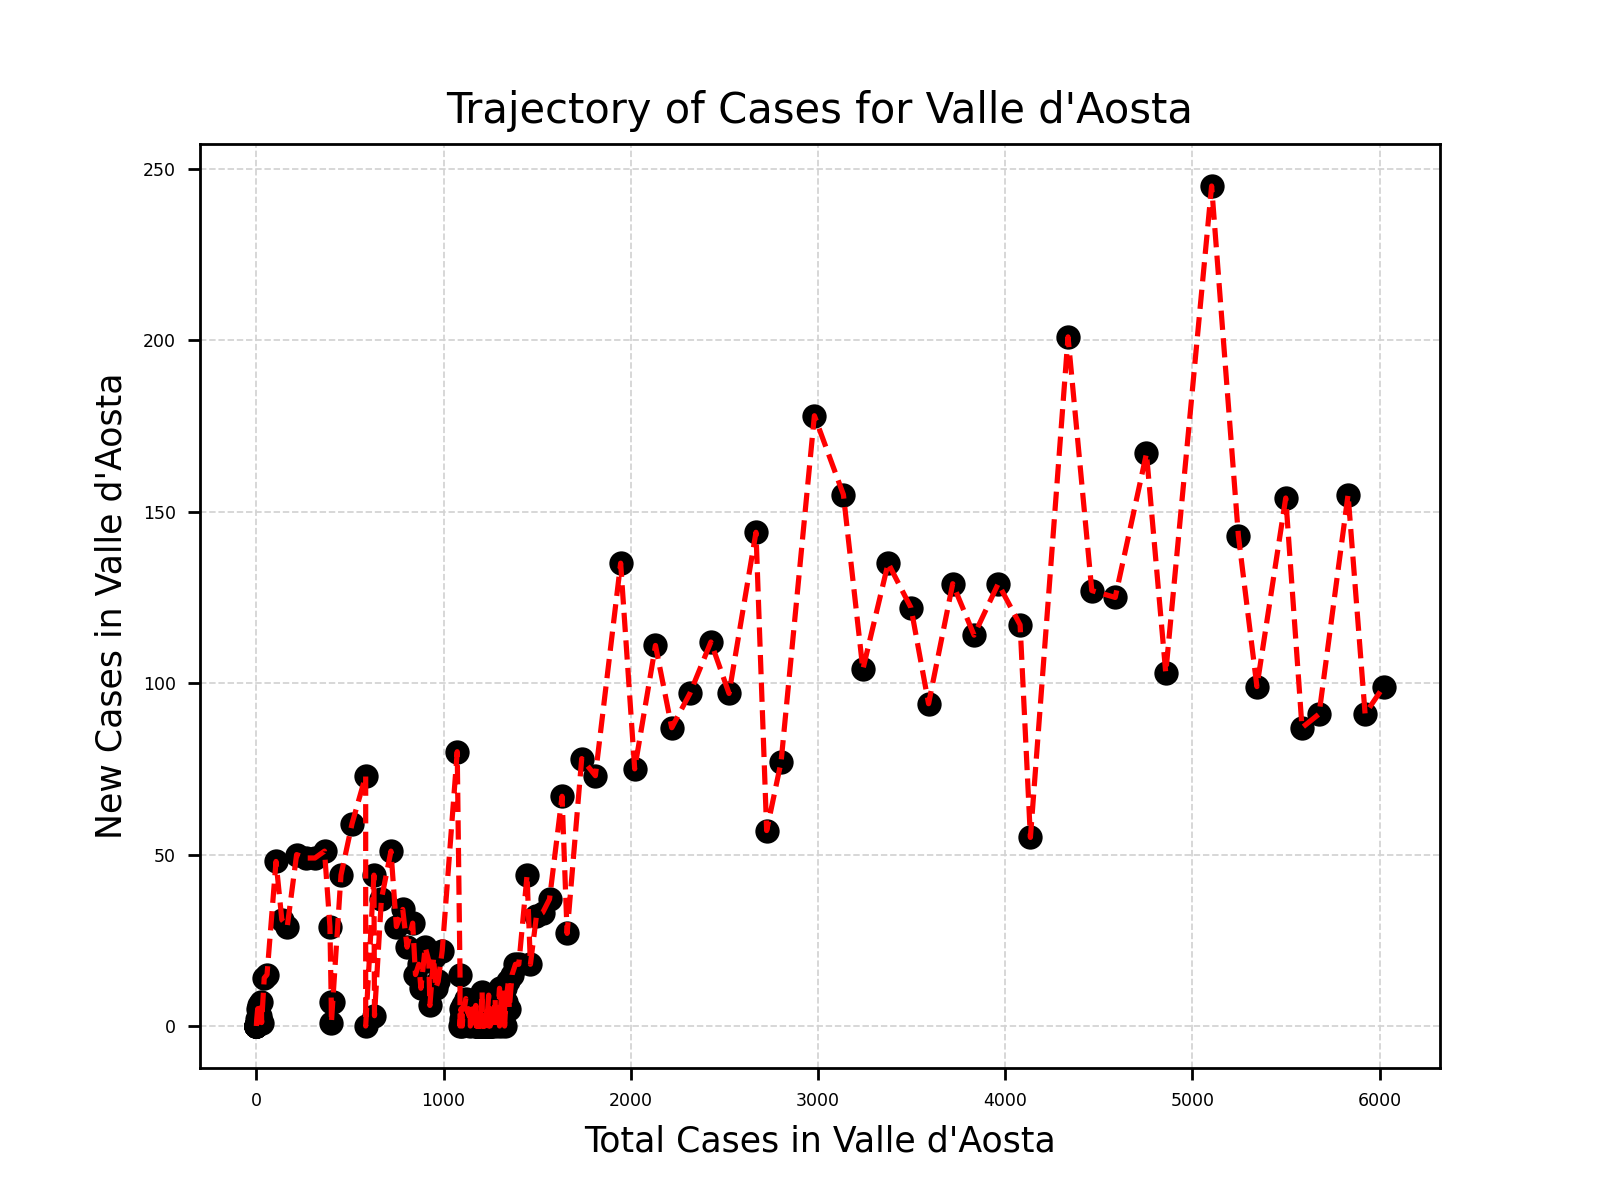 Trajectory of Cases for Valle d'Aosta
250
200
150
100
50
0
New Cases in Valle d'Aosta
0 1000 2000 3000 4000 5000 6000
Total Cases in Valle d'Aosta